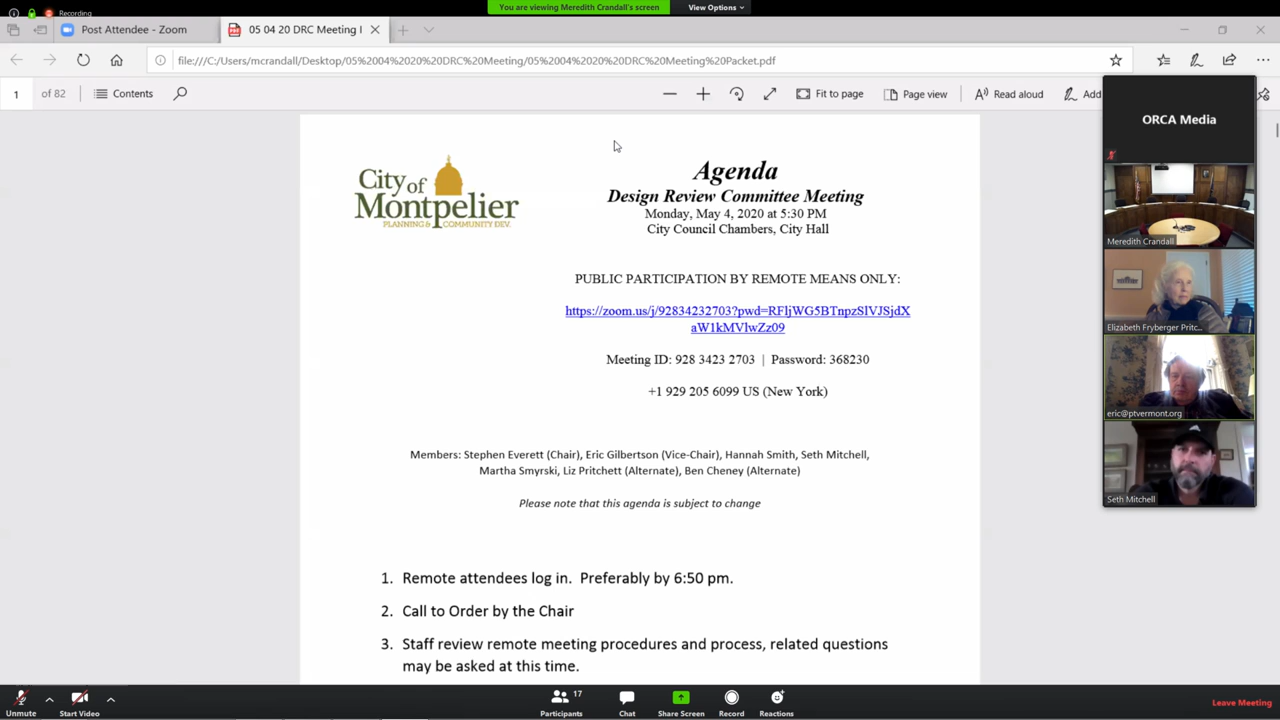 Recording
You are viewing Meredith Crandall's screen
View Options
Post Attendee - Zoom
05 04 20 DRC Meeting I
file:///C:/Users/mcrandall/Desktop/05%2004%2020%20DRC%20Meeting/05%2004%2020%20DRC%20Meeting%20Packet.pdf
1 of 82
Contents
Fit to page
Page view
Read aloud
Add
ORCA Media
Meredith Crandall
Elizabeth Fryberger Pritc...
eric@ptvermont.org
Seth Mitchell
City of
Montpelier
PLANNING & COMMUNITY DEV.
Agenda
Design Review Committee Meeting
Monday, May 4, 2020 at 5:30 PM
City Council Chambers, City Hall
PUBLIC PARTICIPATION BY REMOTE MEANS ONLY:
https://zoom.us/j/92834232703?pwd=RFljWG5BTnpzSlVJSjdX
aW1kMVlwZz09
Meeting ID: 928 3423 2703 | Password: 368230
+1 929 205 6099 US (New York)
Members: Stephen Everett (Chair), Eric Gilbertson (Vice-Chair), Hannah Smith, Seth Mitchell,
Martha Smyrski, Liz Pritchett (Alternate), Ben Cheney (Alternate)
Please note that this agenda is subject to change
1. Remote attendees log in. Preferably by 6:50 pm.
2. Call to Order by the Chair
3. Staff review remote meeting procedures and process, related questions
may be asked at this time.
Unmute
Start Video
17
Participants
Chat
Share Screen
Record
Reactions
Leave Meeting